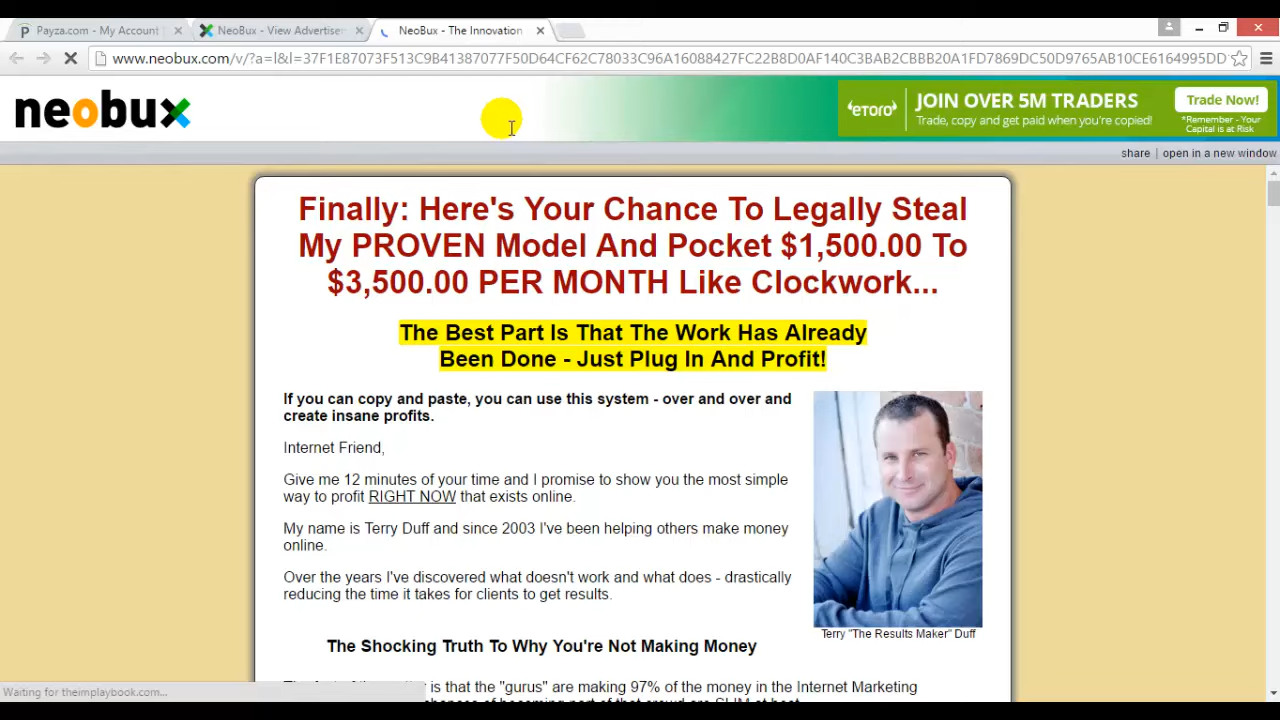 Payza.com - My Account
NeoBux - View Advertisem
NeoBux - The Innovation
www.neobux.com/v/?a=l&l=37F1E87073F513C9B41387077F50D64C562C78033C96A16088427FC22B8D0AF140C3BAB2CBBB20A1FD7869DC50D9765AB10CE6164995DD
neobux
eTORO
JOIN OVER 5M TRADERS
Trade, copy and get paid when you're copied!
Trade Now!
*Remember - Your
Capital is at Risk
share | open in a new window
Finally: Here's Your Chance To Legally Steal
My PROVEN Model And Pocket $1,500.00 To
$3,500.00 PER MONTH Like Clockwork...
The Best Part Is That The Work Has Already
Been Done - Just Plug In And Profit!
If you can copy and paste, you can use this system - over and over and
create insane profits.
Internet Friend,
Give me 12 minutes of your time and I promise to show you the most simple
way to profit RIGHT NOW that exists online.
My name is Terry Duff and since 2003 I've been helping others make money
online.
Over the years I've discovered what doesn't work and what does - drastically
reducing the time it takes for clients to get results.
Terry "The Results Maker" Duff
The Shocking Truth To Why You're Not Making Money
is that the "gurus" are making 97% of the money in the Internet Marketing
Waiting for theimplaybook.com...